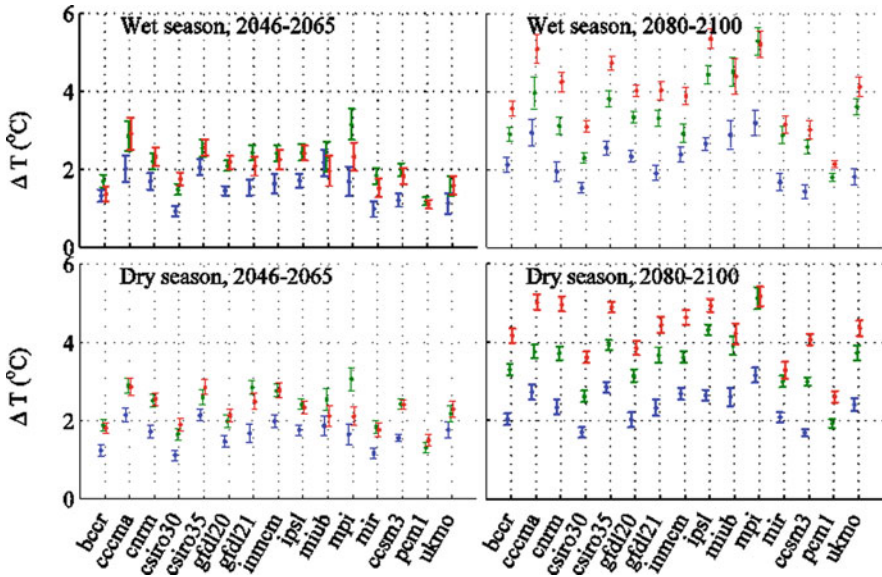 Wet season, 2046-2065
Wet season, 2080-2100
6
4
2
0
Δ T (°C)
Dry season, 2046-2065
Dry season, 2080-2100
6
4
2
0
Δ T (°C)
bccr
cccma
cnrm
csiro30
csiro35
gfdl20
gfdl21
inmcm
ipsl
miub
mpi
mir
ccsm3
pcm1
ukmo
bccr
cccma
cnrm
csiro30
csiro35
gfdl20
gfdl21
inmcm
ipsl
miub
mpi
mir
ccsm3
pcm1
ukmo